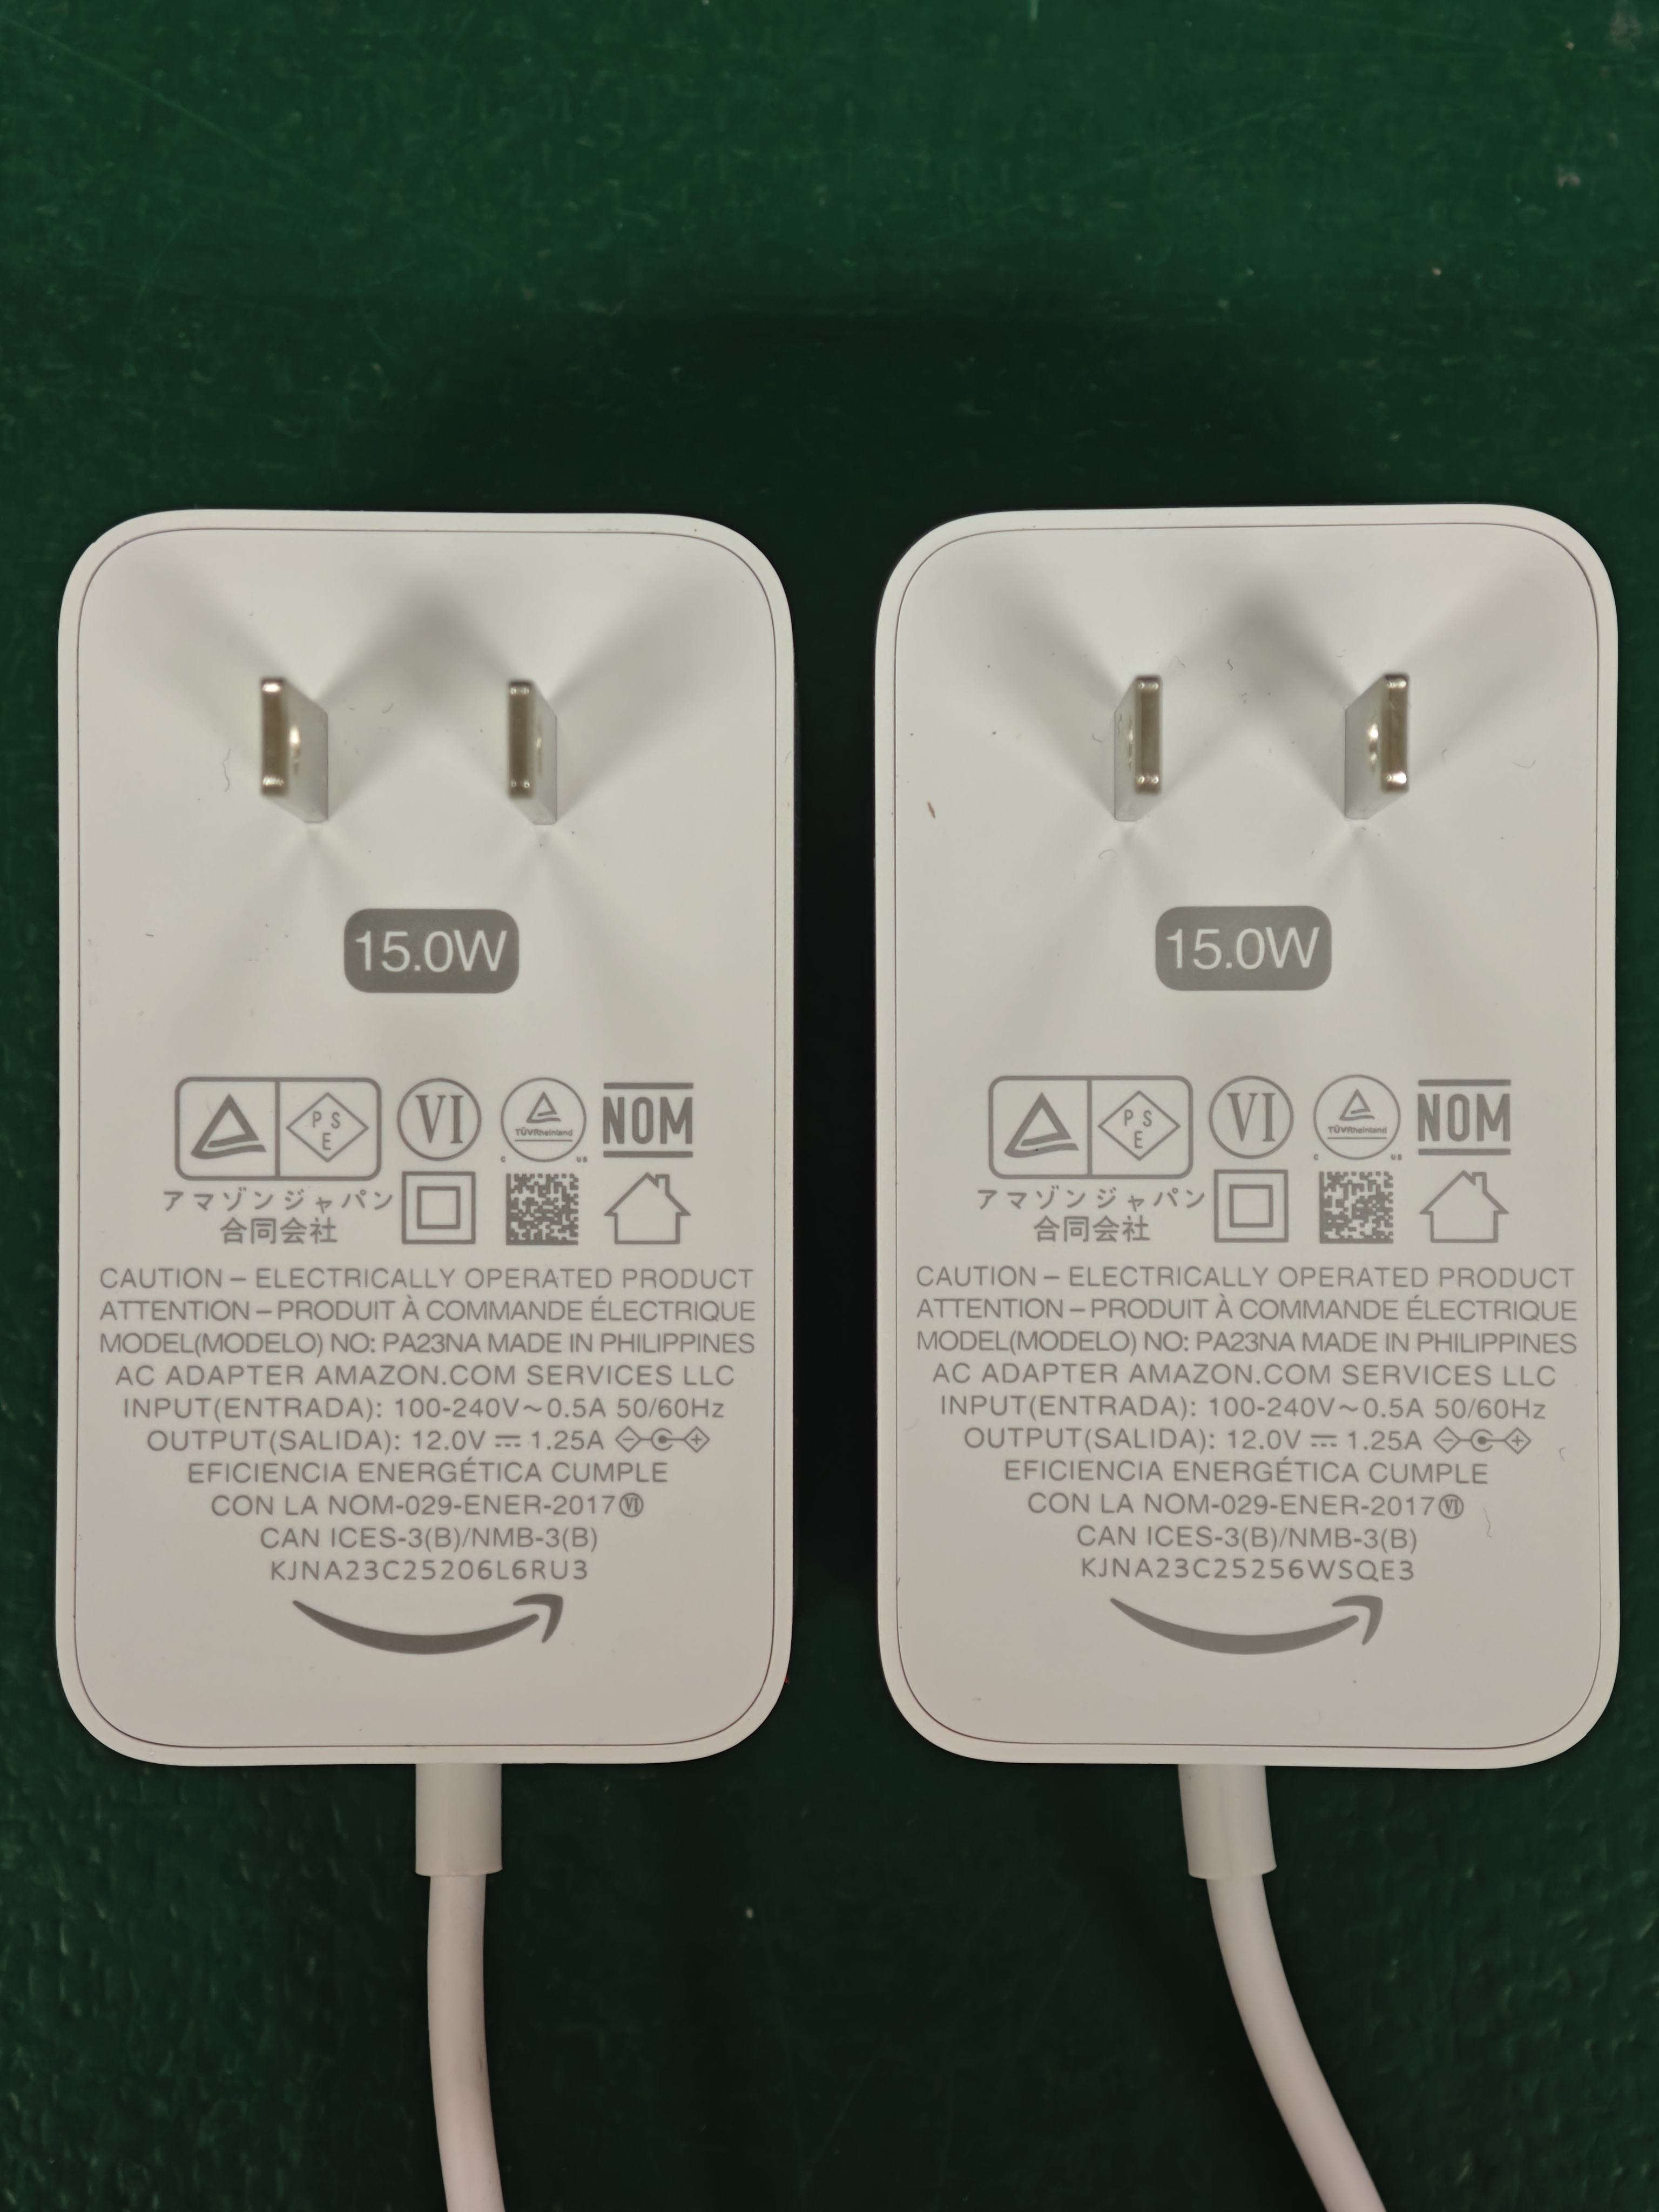 15.0W
PSE
VI
TÜVRheinland
C US
NOM
アマゾンジャパン
合同会社
CAUTION – ELECTRICALLY OPERATED PRODUCT
ATTENTION – PRODUIT À COMMANDE ÉLECTRIQUE
MODEL(MODELO) NO: PA23NA MADE IN PHILIPPINES
AC ADAPTER AMAZON.COM SERVICES LLC
INPUT(ENTRADA): 100-240V~0.5A 50/60Hz
OUTPUT(SALIDA): 12.0V ⎓ 1.25A
EFICIENCIA ENERGÉTICA CUMPLE
CON LA NOM-029-ENER-2017 VI
CAN ICES-3(B)/NMB-3(B)
KJNA23C25206L6RU3
15.0W
PSE
VI
TÜVRheinland
C US
NOM
アマゾンジャパン
合同会社
CAUTION – ELECTRICALLY OPERATED PRODUCT
ATTENTION – PRODUIT À COMMANDE ÉLECTRIQUE
MODEL(MODELO) NO: PA23NA MADE IN PHILIPPINES
AC ADAPTER AMAZON.COM SERVICES LLC
INPUT(ENTRADA): 100-240V~0.5A 50/60Hz
OUTPUT(SALIDA): 12.0V ⎓ 1.25A
EFICIENCIA ENERGÉTICA CUMPLE
CON LA NOM-029-ENER-2017 VI
CAN ICES-3(B)/NMB-3(B)
KJNA23C25256WSQE3